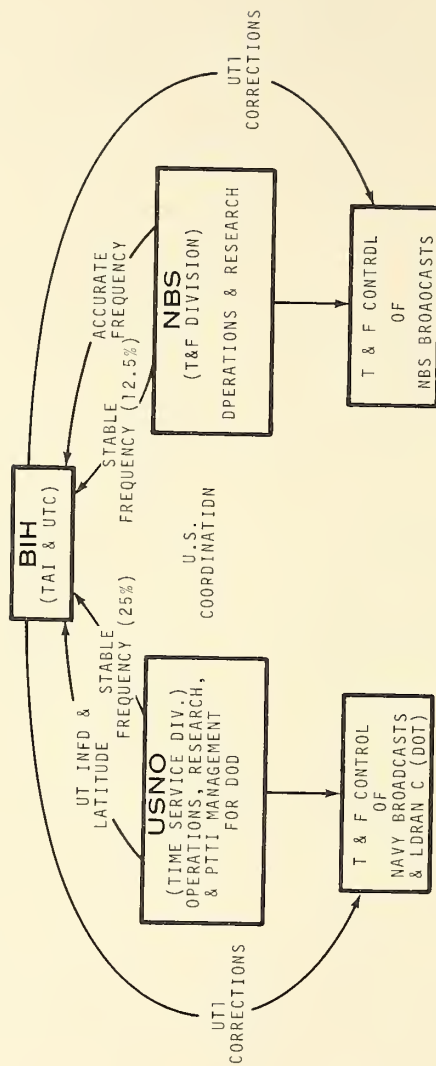 BIH
(TAI & UTC)
UT INFD &
LATITUDE
STABLE
FREQUENCY (25%)
STABLE
FREQUENCY (12.5%)
ACCURATE
FREQUENCY
UT1
CORRECTIONS
UT1
CORRECTIONS
USNO
(TIME SERVICE DIV.)
OPERATIONS, RESEARCH,
& PTTI MANAGEMENT
FOR DOD
U.S.
COORDINATIDN
NBS
(T&F DIVISION)
DPERATIONS & RESEARCH
T & F CONTROL
OF
NAVY BROADCASTS
& LDRAN C (DOT)
T & F CONTRDL
OF
NBS BROAOCASTS